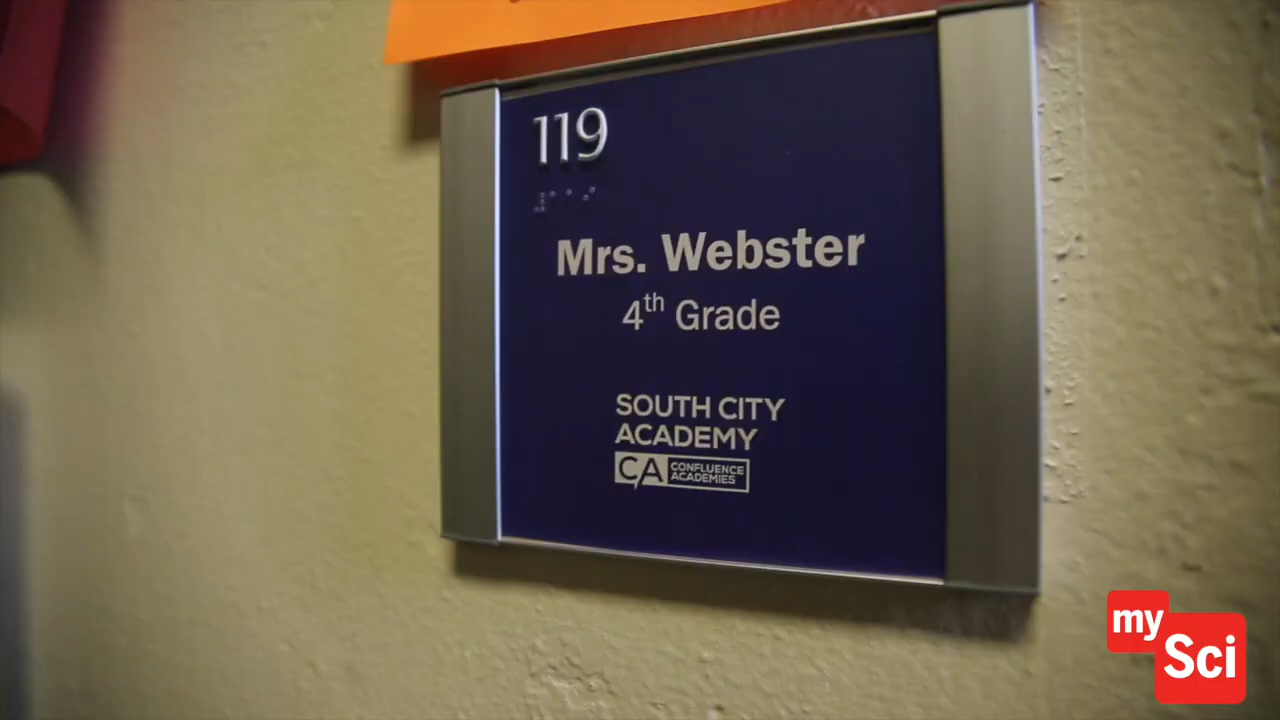 119
Mrs. Webster
4th Grade
SOUTH CITY
ACADEMY
CA CONFLUENCE
ACADEMIES
my
Sci